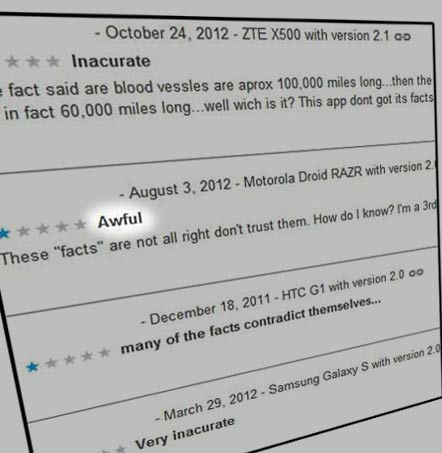 - October 24, 2012 - ZTE X500 with version 2.1
Inacurate
fact said are blood vessles are aprox 100,000 miles long...then the
in fact 60,000 miles long...well wich is it? This app dont got its facts
- August 3, 2012 - Motorola Droid RAZR with version 2.
Awful
These "facts" are not all right don't trust them. How do I know? I'm a 3rd
- December 18, 2011 - HTC G1 with version 2.0
many of the facts contradict themselves...
- March 29, 2012 - Samsung Galaxy S with version 2.0
Very inacurate